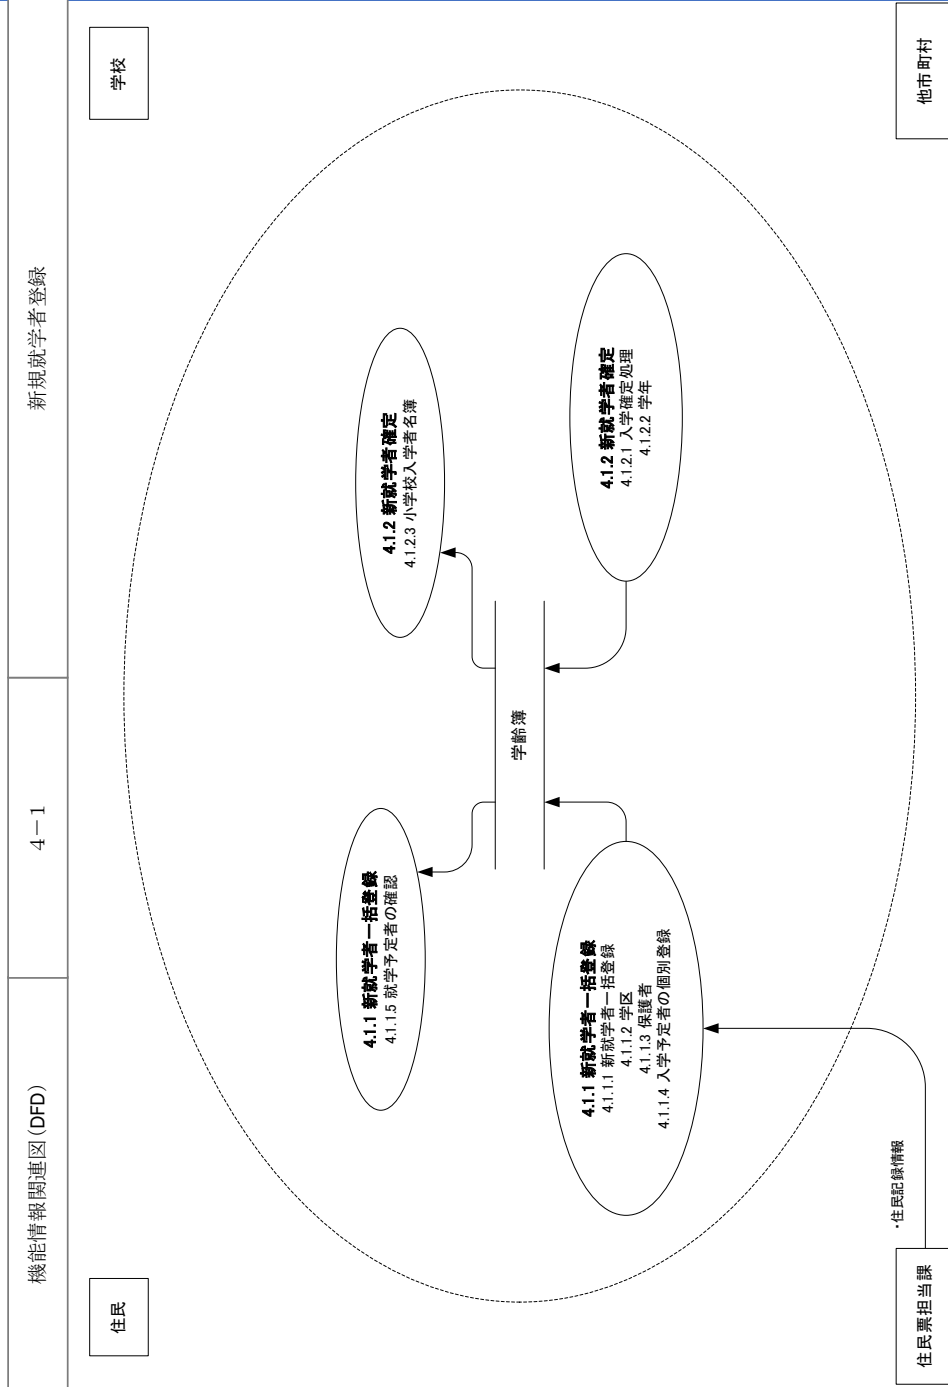 機能情報関連図(DFD)
4－1
新規就学者登録
住民
学校
4.1.1 新就学者一括登録
4.1.1.5 就学予定者の確認
4.1.2 新就学者確定
4.1.2.3 小学校入学者名簿
学齢簿
4.1.1 新就学者一括登録
4.1.1.1 新就学者一括登録
4.1.1.2 学区
4.1.1.3 保護者
4.1.1.4 入学予定者の個別登録
4.1.2 新就学者確定
4.1.2.1 入学確定処理
4.1.2.2 学年
・住民記録情報
住民票担当課
他市町村